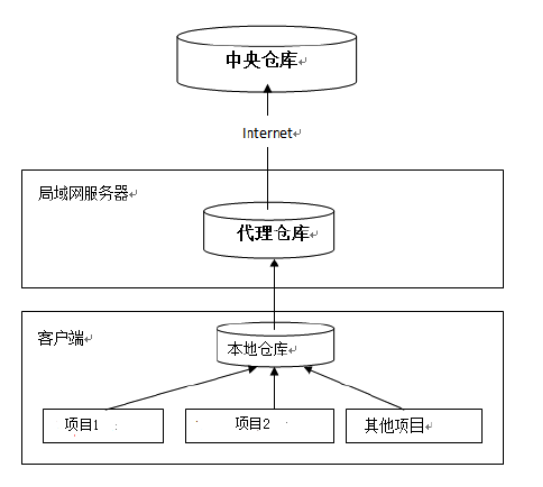 中央仓库
Internet
局域网服务器
代理仓库
客户端
本地仓库
项目1
项目2
其他项目